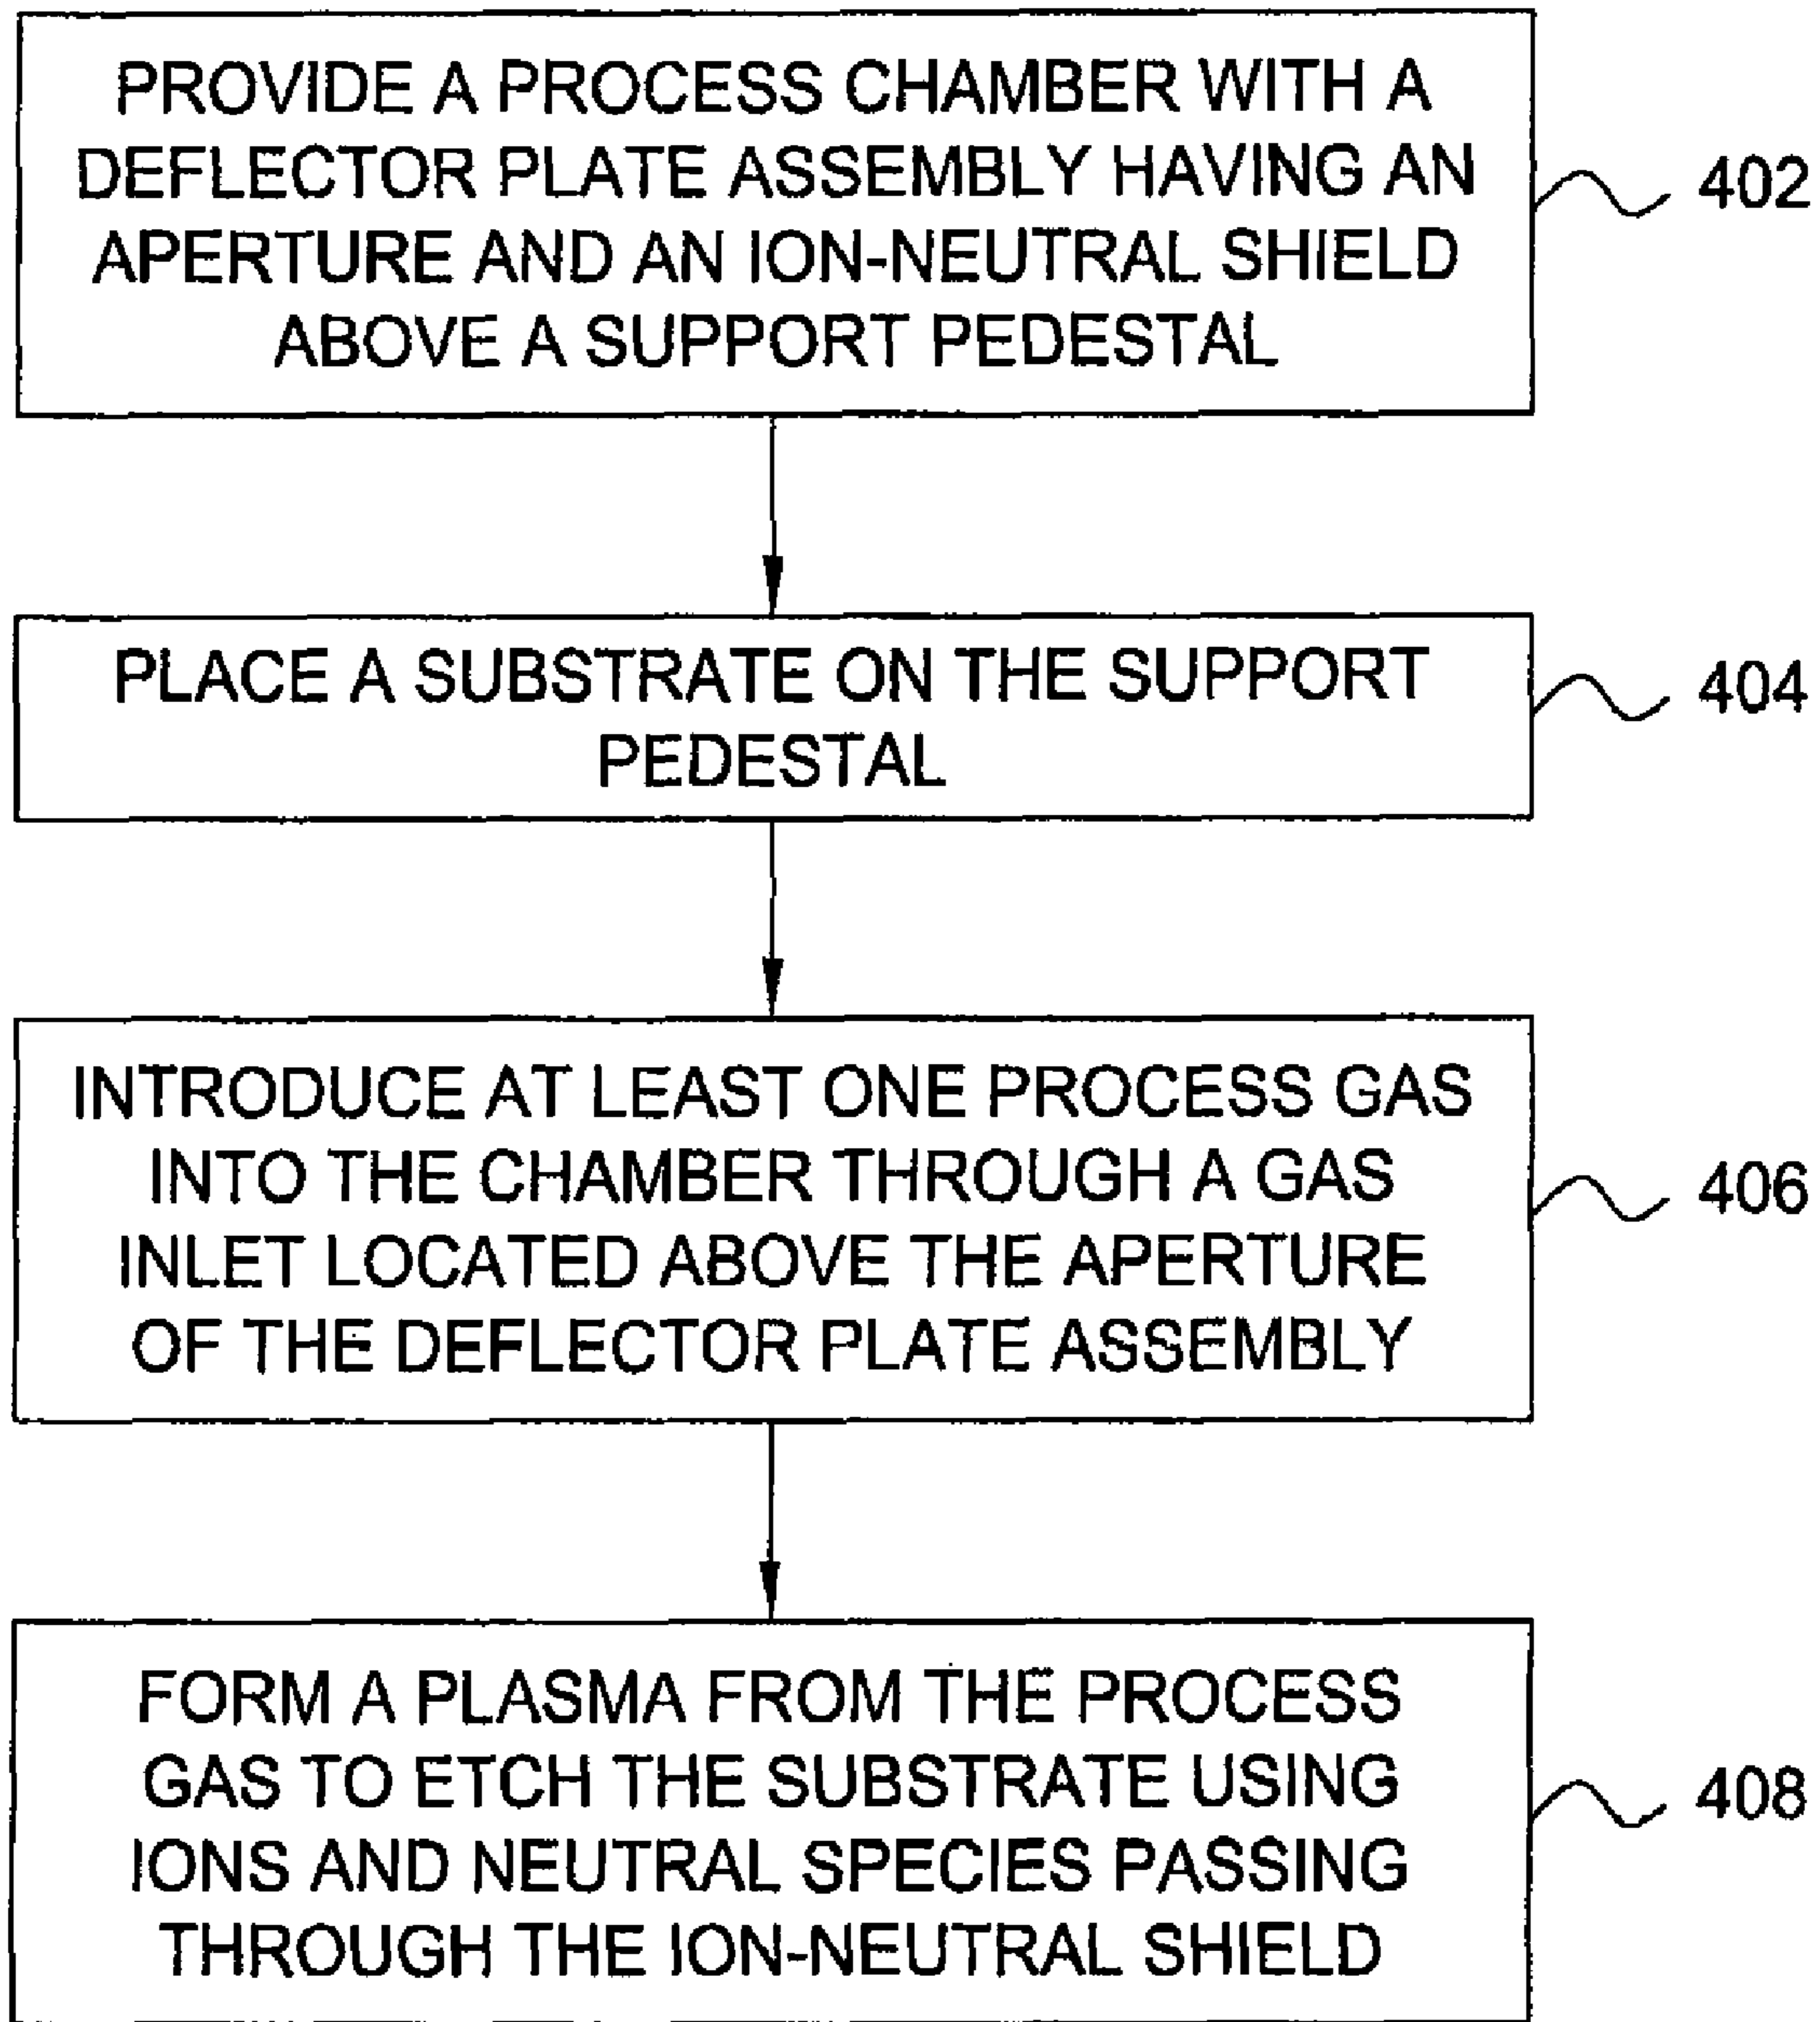 PROVIDE A PROCESS CHAMBER WITH A
DEFLECTOR PLATE ASSEMBLY HAVING AN
APERTURE AND AN ION-NEUTRAL SHIELD
ABOVE A SUPPORT PEDESTAL
402
PLACE A SUBSTRATE ON THE SUPPORT
PEDESTAL
404
INTRODUCE AT LEAST ONE PROCESS GAS
INTO THE CHAMBER THROUGH A GAS
INLET LOCATED ABOVE THE APERTURE
OF THE DEFLECTOR PLATE ASSEMBLY
406
FORM A PLASMA FROM THE PROCESS
GAS TO ETCH THE SUBSTRATE USING
IONS AND NEUTRAL SPECIES PASSING
THROUGH THE ION-NEUTRAL SHIELD
408